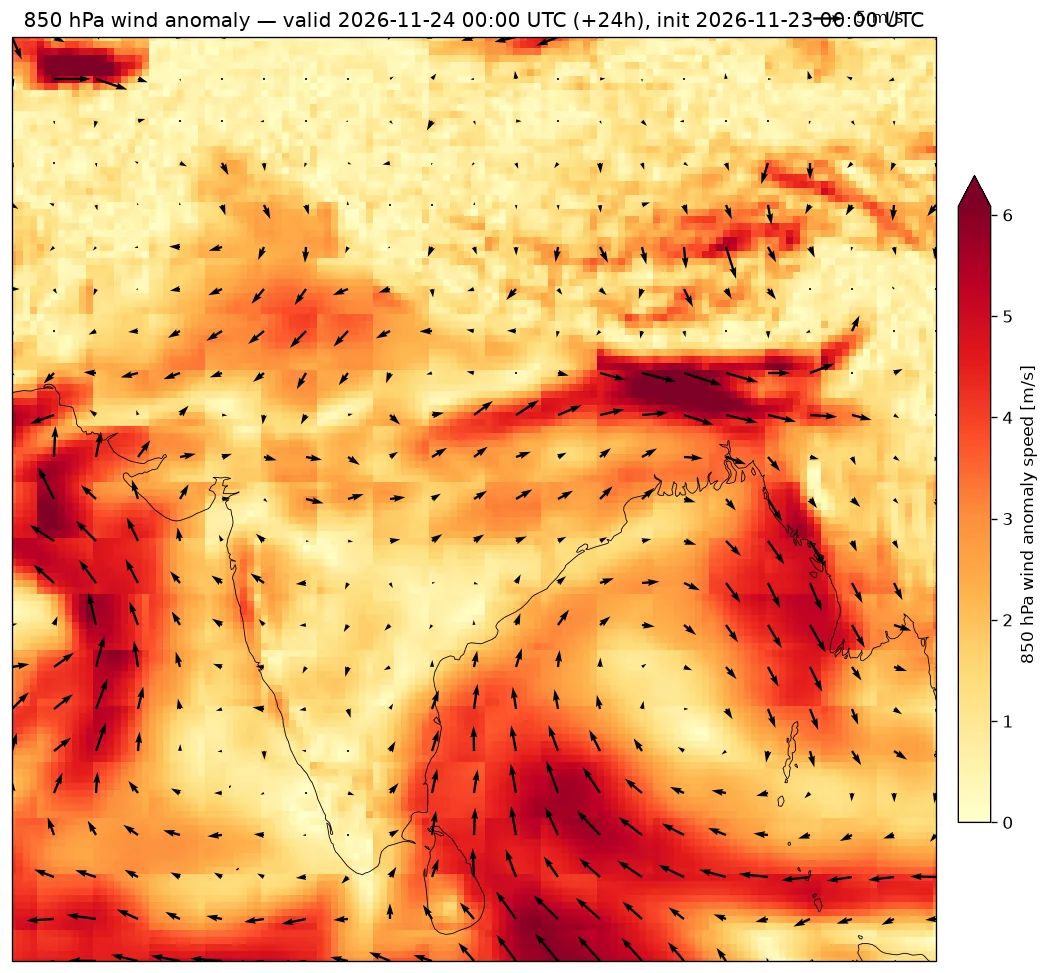 850 hPa wind anomaly — valid 2026-11-24 00:00 UTC (+24h), init 2026-11-23 00:00 UTC
5 m/s
6
5
4
3
2
1
0
850 hPa wind anomaly speed [m/s]